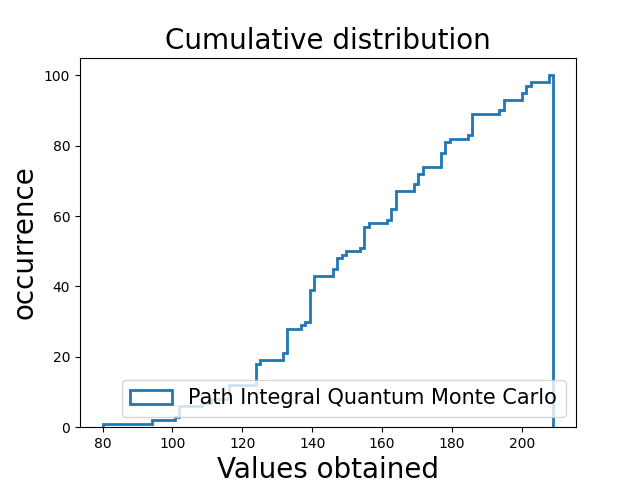 Cumulative distribution
occurrence
100
80
60
40
20
0
Path Integral Quantum Monte Carlo
80 100 120 140 160 180 200
Values obtained